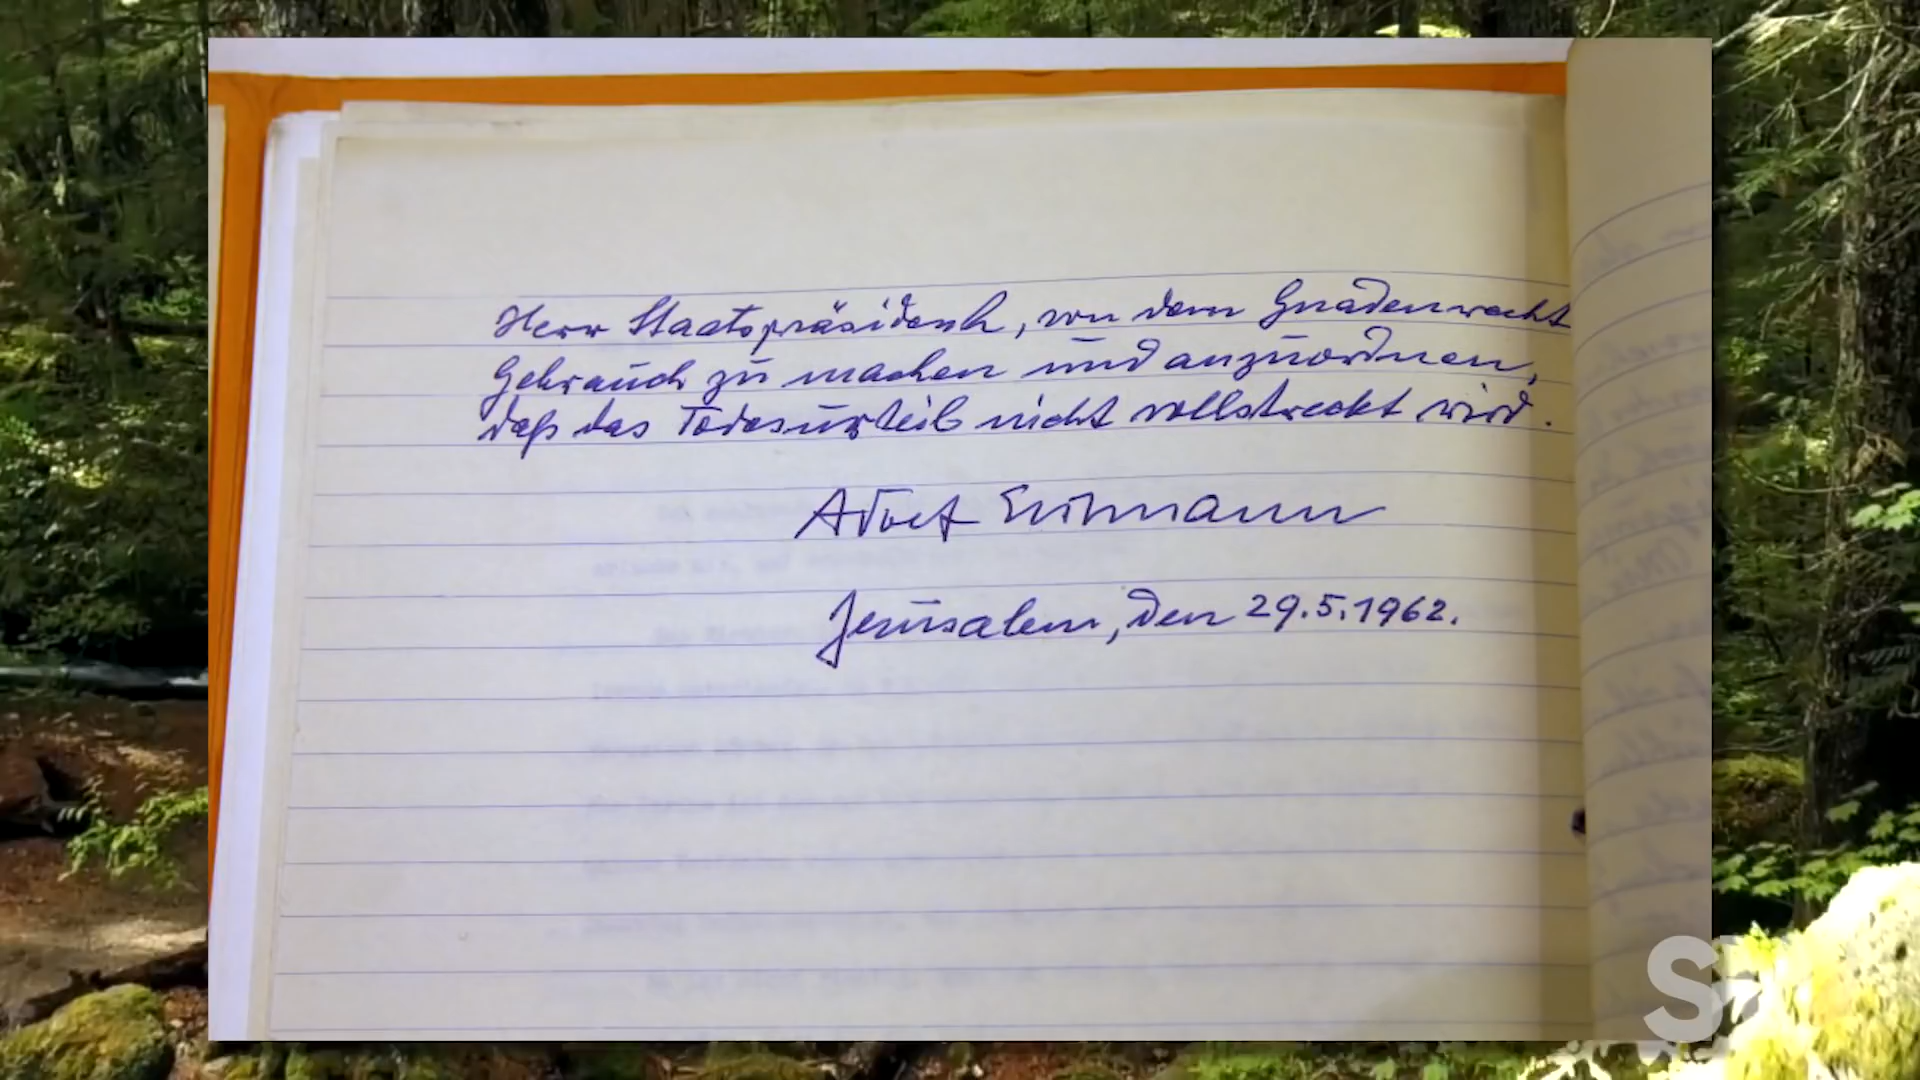 Herr Staatspräsident, von dem Gnadenrecht
Gebrauch zu machen und anzuordnen,
daß das Todesurteil nicht vollstreckt wird.
Adolf Eichmann
Jerusalem, den 29.5.1962.